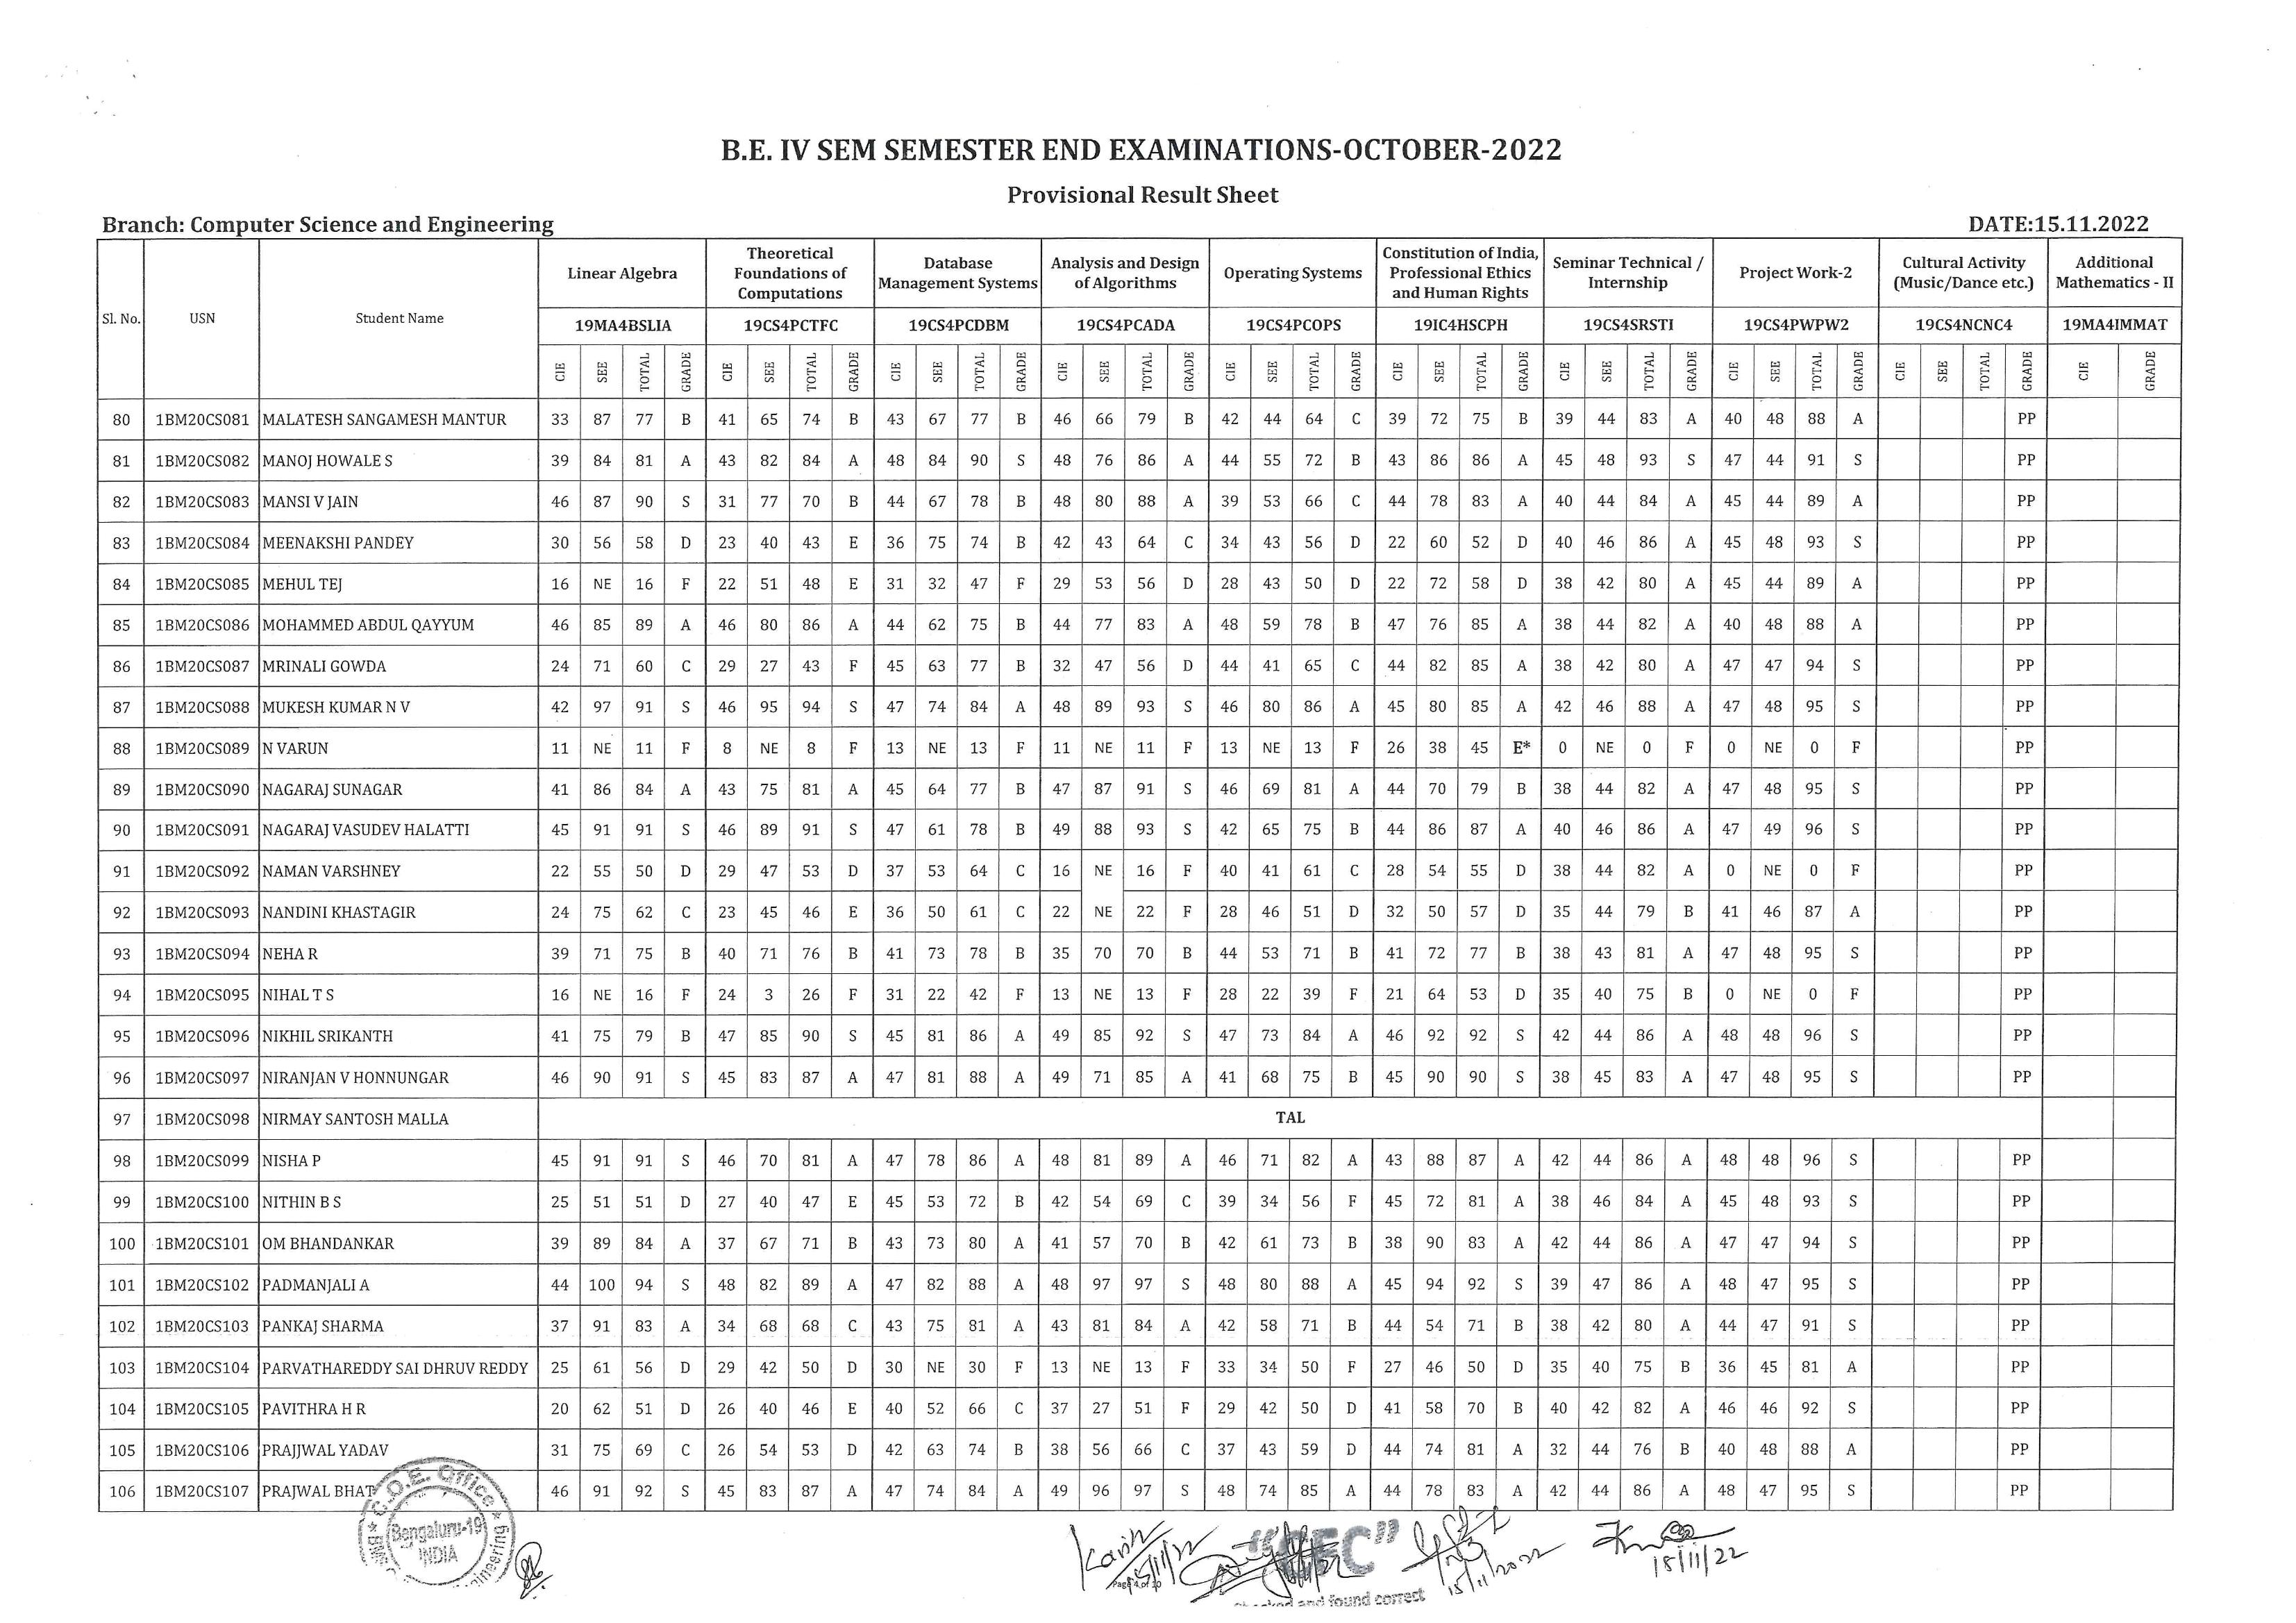 B.E. IV SEM SEMESTER END EXAMINATIONS-OCTOBER-2022
Provisional Result Sheet
Branch: Computer Science and Engineering DATE:15.11.2022
Sl. No. USN Student Name Linear Algebra Theoretical Foundations of Computations Database Management Systems Analysis and Design of Algorithms Operating Systems Constitution of India, Professional Ethics and Human Rights Seminar Technical / Internship Project Work-2 Cultural Activity (Music/Dance etc.) Additional Mathematics - II
19MA4BSLIA 19CS4PCTFC 19CS4PCDBM 19CS4PCADA 19CS4PCOPS 19IC4HSCPH 19CS4SRSTI 19CS4PWPW2 19CS4NCNC4 19MA4IMMAT
CIE SEE TOTAL GRADE CIE SEE TOTAL GRADE CIE SEE TOTAL GRADE CIE SEE TOTAL GRADE CIE SEE TOTAL GRADE CIE SEE TOTAL GRADE CIE SEE TOTAL GRADE CIE SEE TOTAL GRADE CIE SEE TOTAL GRADE CIE GRADE
80 1BM20CS081 MALATESH SANGAMESH MANTUR 33 87 77 B 41 65 74 B 43 67 77 B 46 66 79 B 42 44 64 C 39 72 75 B 39 44 83 A 40 48 88 A PP
81 1BM20CS082 MANOJ HOWALE S 39 84 81 A 43 82 84 A 48 84 90 S 48 76 86 A 44 55 72 B 43 86 86 A 45 48 93 S 47 44 91 S PP
82 1BM20CS083 MANSI V JAIN 46 87 90 S 31 77 70 B 44 67 78 B 48 80 88 A 39 53 66 C 44 78 83 A 40 44 84 A 45 44 89 A PP
83 1BM20CS084 MEENAKSHI PANDEY 30 56 58 D 23 40 43 E 36 75 74 B 42 43 64 C 34 43 56 D 22 60 52 D 40 46 86 A 45 48 93 S PP
84 1BM20CS085 MEHUL TEJ 16 NE 16 F 22 51 48 E 31 32 47 F 29 53 56 D 28 43 50 D 22 72 58 D 38 42 80 A 45 44 89 A PP
85 1BM20CS086 MOHAMMED ABDUL QAYYUM 46 85 89 A 46 80 86 A 44 62 75 B 44 77 83 A 48 59 78 B 47 76 85 A 38 44 82 A 40 48 88 A PP
86 1BM20CS087 MRINALI GOWDA 24 71 60 C 29 27 43 F 45 63 77 B 32 47 56 D 44 41 65 C 44 82 85 A 38 42 80 A 47 47 94 S PP
87 1BM20CS088 MUKESH KUMAR N V 42 97 91 S 46 95 94 S 47 74 84 A 48 89 93 S 46 80 86 A 45 80 85 A 42 46 88 A 47 48 95 S PP
88 1BM20CS089 N VARUN 11 NE 11 F 8 NE 8 F 13 NE 13 F 11 NE 11 F 13 NE 13 F 26 38 45 E* 0 NE 0 F 0 NE 0 F PP
89 1BM20CS090 NAGARAJ SUNAGAR 41 86 84 A 43 75 81 A 45 64 77 B 47 87 91 S 46 69 81 A 44 70 79 B 38 44 82 A 47 48 95 S PP
90 1BM20CS091 NAGARAJ VASUDEV HALATTI 45 91 91 S 46 89 91 S 47 61 78 B 49 88 93 S 42 65 75 B 44 86 87 A 40 46 86 A 47 49 96 S PP
91 1BM20CS092 NAMAN VARSHNEY 22 55 50 D 29 47 53 D 37 53 64 C 16 NE 16 F 40 41 61 C 28 54 55 D 38 44 82 A 0 NE 0 F PP
92 1BM20CS093 NANDINI KHASTAGIR 24 75 62 C 23 45 46 E 36 50 61 C 22 NE 22 F 28 46 51 D 32 50 57 D 35 44 79 B 41 46 87 A PP
93 1BM20CS094 NEHA R 39 71 75 B 40 71 76 B 41 73 78 B 35 70 70 B 44 53 71 B 41 72 77 B 38 43 81 A 47 48 95 S PP
94 1BM20CS095 NIHAL T S 16 NE 16 F 24 3 26 F 31 22 42 F 13 NE 13 F 28 22 39 F 21 64 53 D 35 40 75 B 0 NE 0 F PP
95 1BM20CS096 NIKHIL SRIKANTH 41 75 79 B 47 85 90 S 45 81 86 A 49 85 92 S 47 73 84 A 46 92 92 S 42 44 86 A 48 48 96 S PP
96 1BM20CS097 NIRANJAN V HONNUNGAR 46 90 91 S 45 83 87 A 47 81 88 A 49 71 85 A 41 68 75 B 45 90 90 S 38 45 83 A 47 48 95 S PP
97 1BM20CS098 NIRMAY SANTOSH MALLA TAL
98 1BM20CS099 NISHA P 45 91 91 S 46 70 81 A 47 78 86 A 48 81 89 A 46 71 82 A 43 88 87 A 42 44 86 A 48 48 96 S PP
99 1BM20CS100 NITHIN B S 25 51 51 D 27 40 47 E 45 53 72 B 42 54 69 C 39 34 56 F 45 72 81 A 38 46 84 A 45 48 93 S PP
100 1BM20CS101 OM BHANDANKAR 39 89 84 A 37 67 71 B 43 73 80 A 41 57 70 B 42 61 73 B 38 90 83 A 42 44 86 A 47 47 94 S PP
101 1BM20CS102 PADMANJALI A 44 100 94 S 48 82 89 A 47 82 88 A 48 97 97 S 48 80 88 A 45 94 92 S 39 47 86 A 48 47 95 S PP
102 1BM20CS103 PANKAJ SHARMA 37 91 83 A 34 68 68 C 43 75 81 A 43 81 84 A 42 58 71 B 44 54 71 B 38 42 80 A 44 47 91 S PP
103 1BM20CS104 PARVATHAREDDY SAI DHRUV REDDY 25 61 56 D 29 42 50 D 30 NE 30 F 13 NE 13 F 33 34 50 F 27 46 50 D 35 40 75 B 36 45 81 A PP
104 1BM20CS105 PAVITHRA H R 20 62 51 D 26 40 46 E 40 52 66 C 37 27 51 F 29 42 50 D 41 58 70 B 40 42 82 A 46 46 92 S PP
105 1BM20CS106 PRAJJWAL YADAV 31 75 69 C 26 54 53 D 42 63 74 B 38 56 66 C 37 43 59 D 44 74 81 A 32 44 76 B 40 48 88 A PP
106 1BM20CS107 PRAJWAL BHAT 46 91 92 S 45 83 87 A 47 74 84 A 49 96 97 S 48 74 85 A 44 78 83 A 42 44 86 A 48 47 95 S PP
C.O.E. Office
Bengaluru-19
INDIA
15/11/22
15/11/2022
15/11/22
Page 4 of 10
and found correct